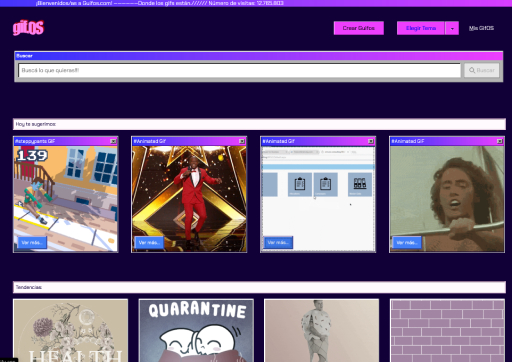 ¡Bienvenidos/as a Guifos.com! ——————Donde los gifs están.////// Número de visitas: 12.765.603
gifOS
Crear Guifos
Elegir Tema
Mis GifOS
Buscar
Buscá lo que quieras!!!
Buscar
Hoy te sugerimos:
#steppypants GIF
#Animated GIF
#Animated Gif
#Animated GIF
139
Ver más...
Ver más...
Ver más...
Ver más...
Tendencias:
QUARANTINE
HEALTH